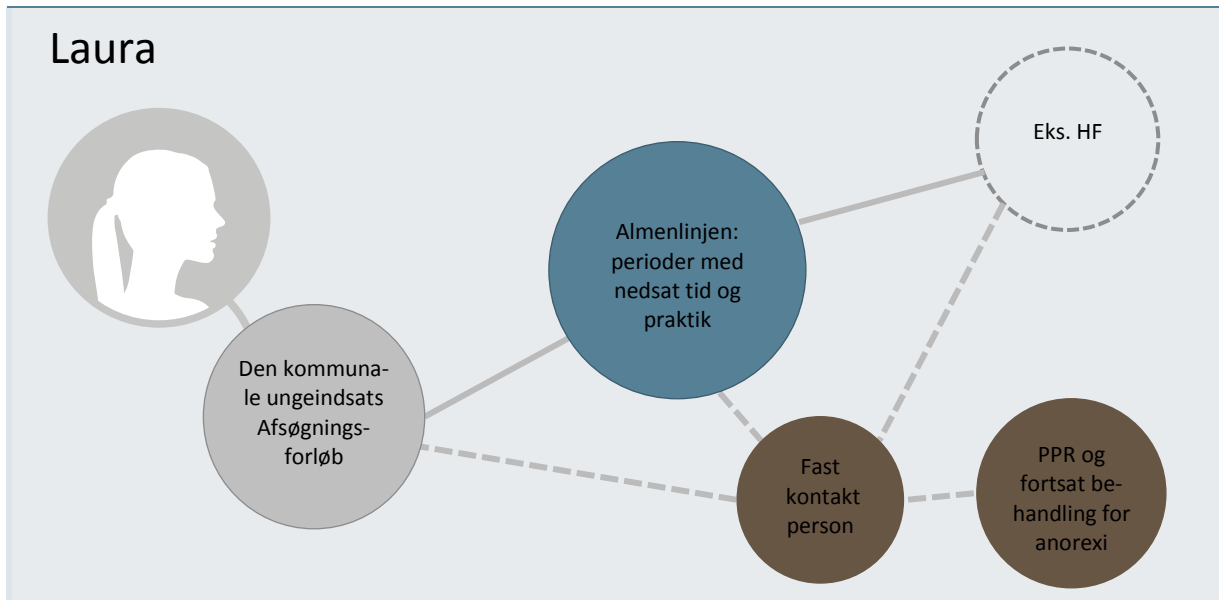 Laura
Eks. HF
Almenlinjen:
perioder med
nedsat tid og
praktik
Den kommuna-
le ungeindsats
Afsøgnings-
forløb
Fast
kontakt
person
PPR og
fortsat be-
handling for
anorexi